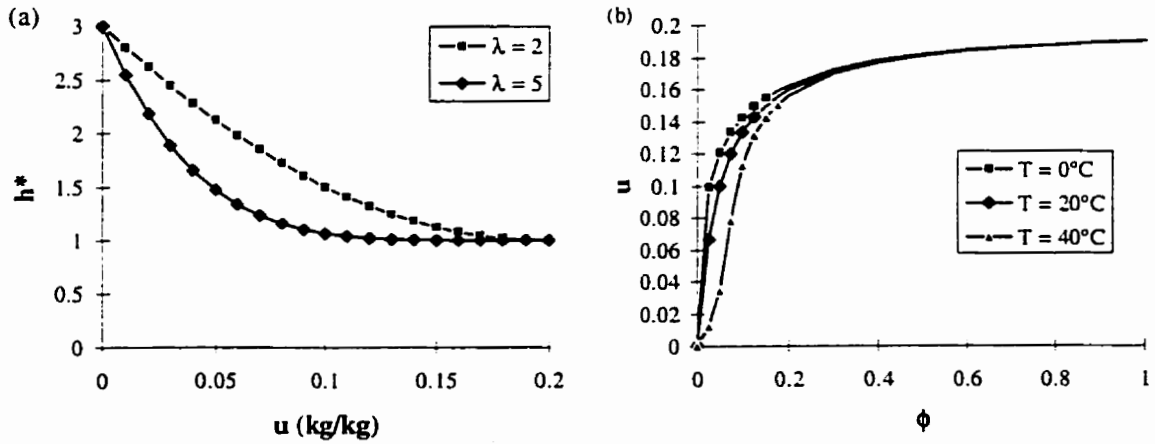 (a)
3
2.5
2
1.5
1
0.5
0
h*
0
0.05
0.1
0.15
0.2
u (kg/kg)
λ = 2
λ = 5
(b)
0.2
0.18
0.16
0.14
0.12
0.1
0.08
0.06
0.04
0.02
0
u
0
0.2
0.4
0.6
0.8
1
ϕ
T = 0°C
T = 20°C
T = 40°C